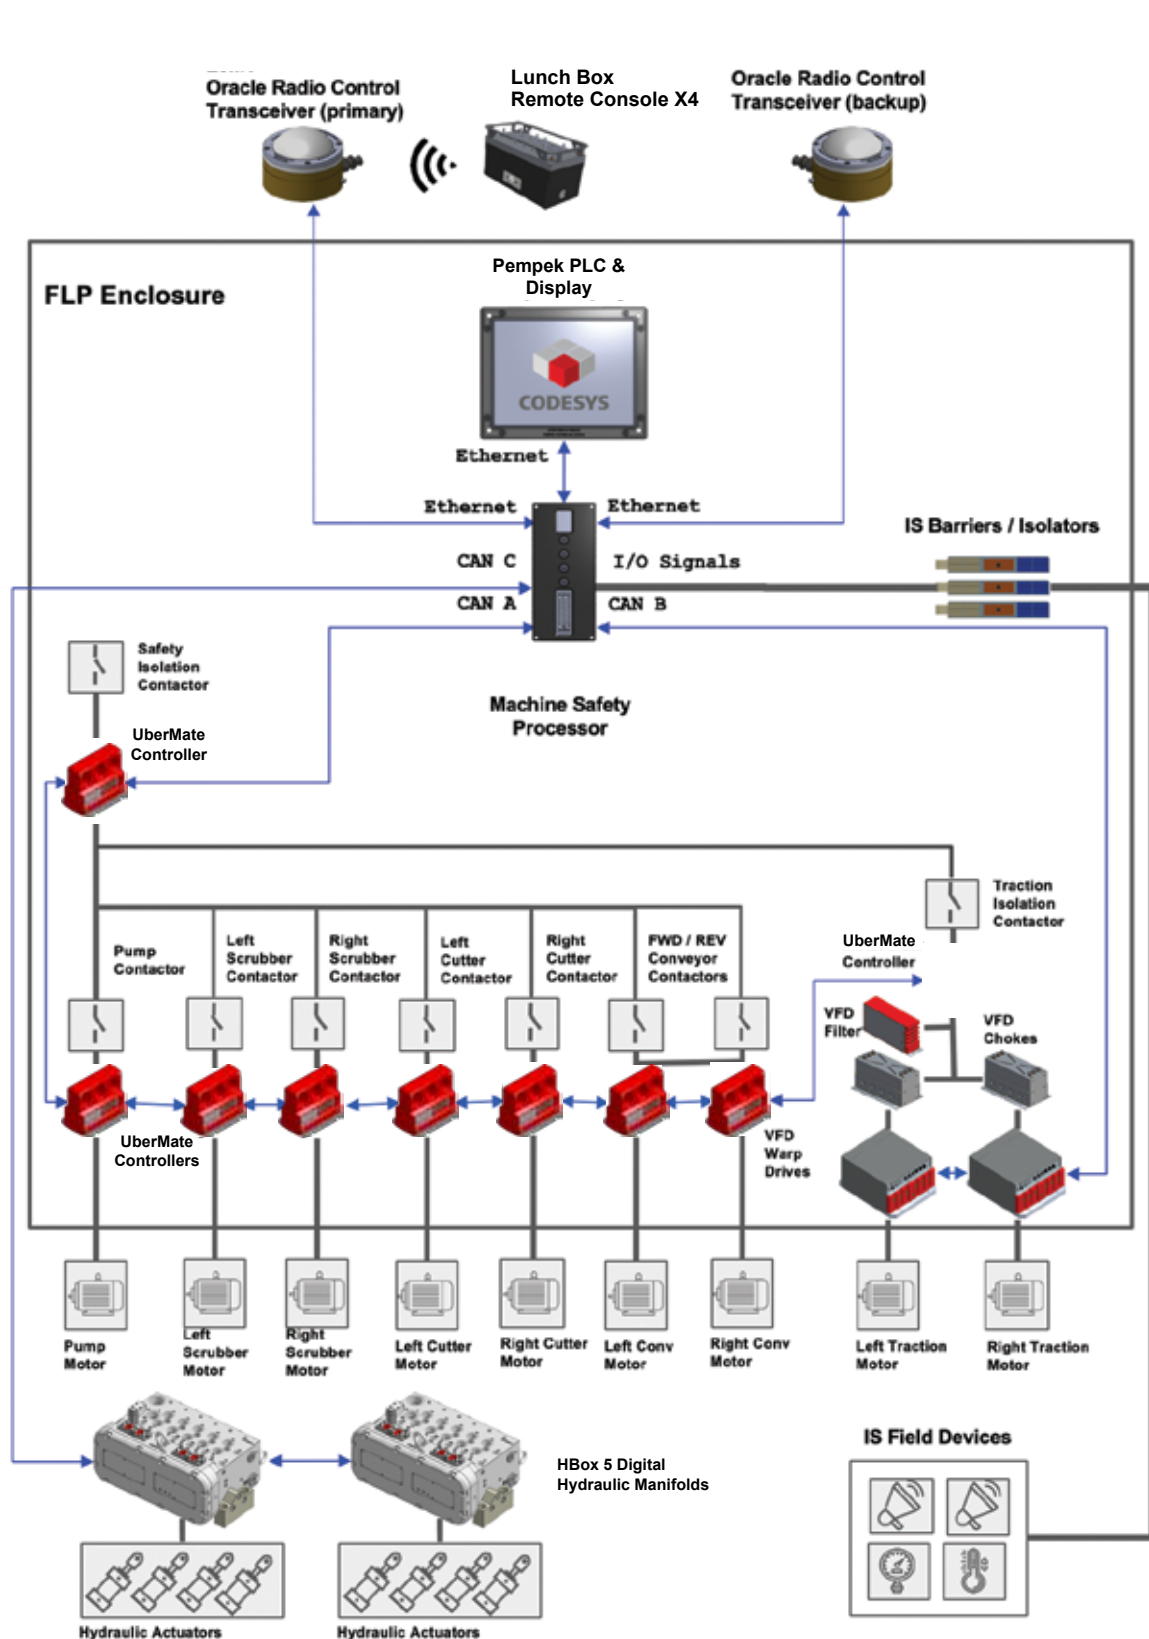 Oracle Radio Control
Transceiver (primary)
Lunch Box
Remote Console X4
Oracle Radio Control
Transceiver (backup)
FLP Enclosure
Pempek PLC &
Display
CODESYS
Ethernet
Ethernet
Ethernet
IS Barriers / Isolators
CAN C
I/O Signals
CAN A
CAN B
Safety
Isolation
Contactor
Machine Safety
Processor
UberMate
Controller
Traction
Isolation
Contactor
Pump
Contactor
Left
Scrubber
Contactor
Right
Scrubber
Contactor
Left
Cutter
Contactor
Right
Cutter
Contactor
FWD / REV
Conveyor
Contactors
UberMate
Controller
VFD
Filter
VFD
Chokes
UberMate
Controllers
VFD
Warp
Drives
Pump
Motor
Left
Scrubber
Motor
Right
Scrubber
Motor
Left Cutter
Motor
Right Cutter
Motor
Left Conv
Motor
Right Conv
Motor
Left Traction
Motor
Right Traction
Motor
HBox 5 Digital
Hydraulic Manifolds
IS Field Devices
Hydraulic Actuators
Hydraulic Actuators